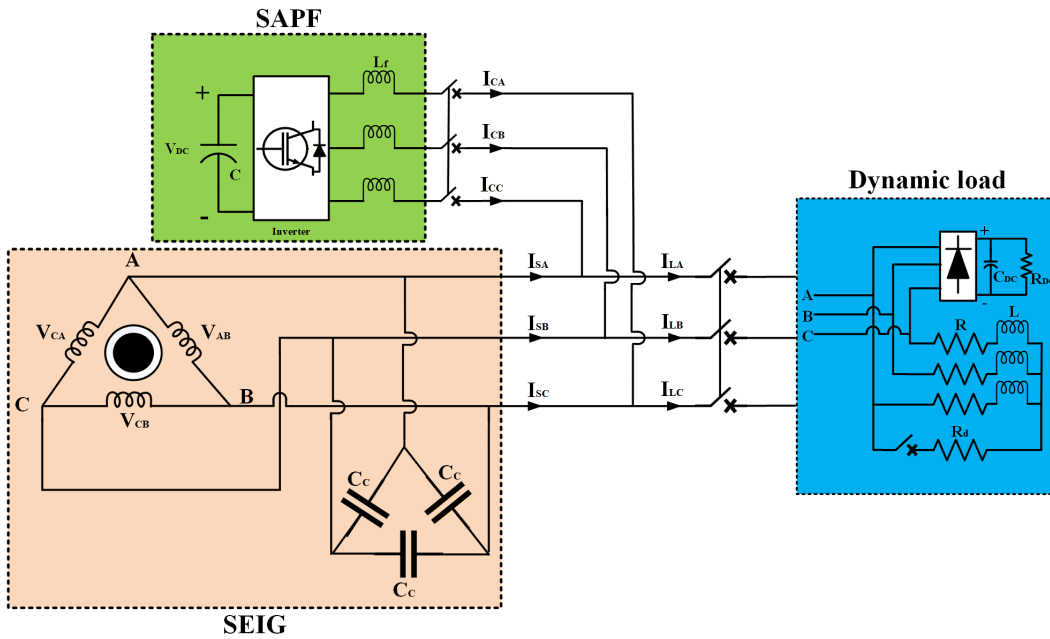 SAPF
+
Lf
ICA
VDC
C
ICB
-
ICC
Inverter
Dynamic load
A
ISA
ILA
+
CDC
RDC
-
A
B
C
VCA
VAB
ISB
ILB
R
L
C
B
VCB
ISC
ILC
Rd
CC
CC
CC
SEIG